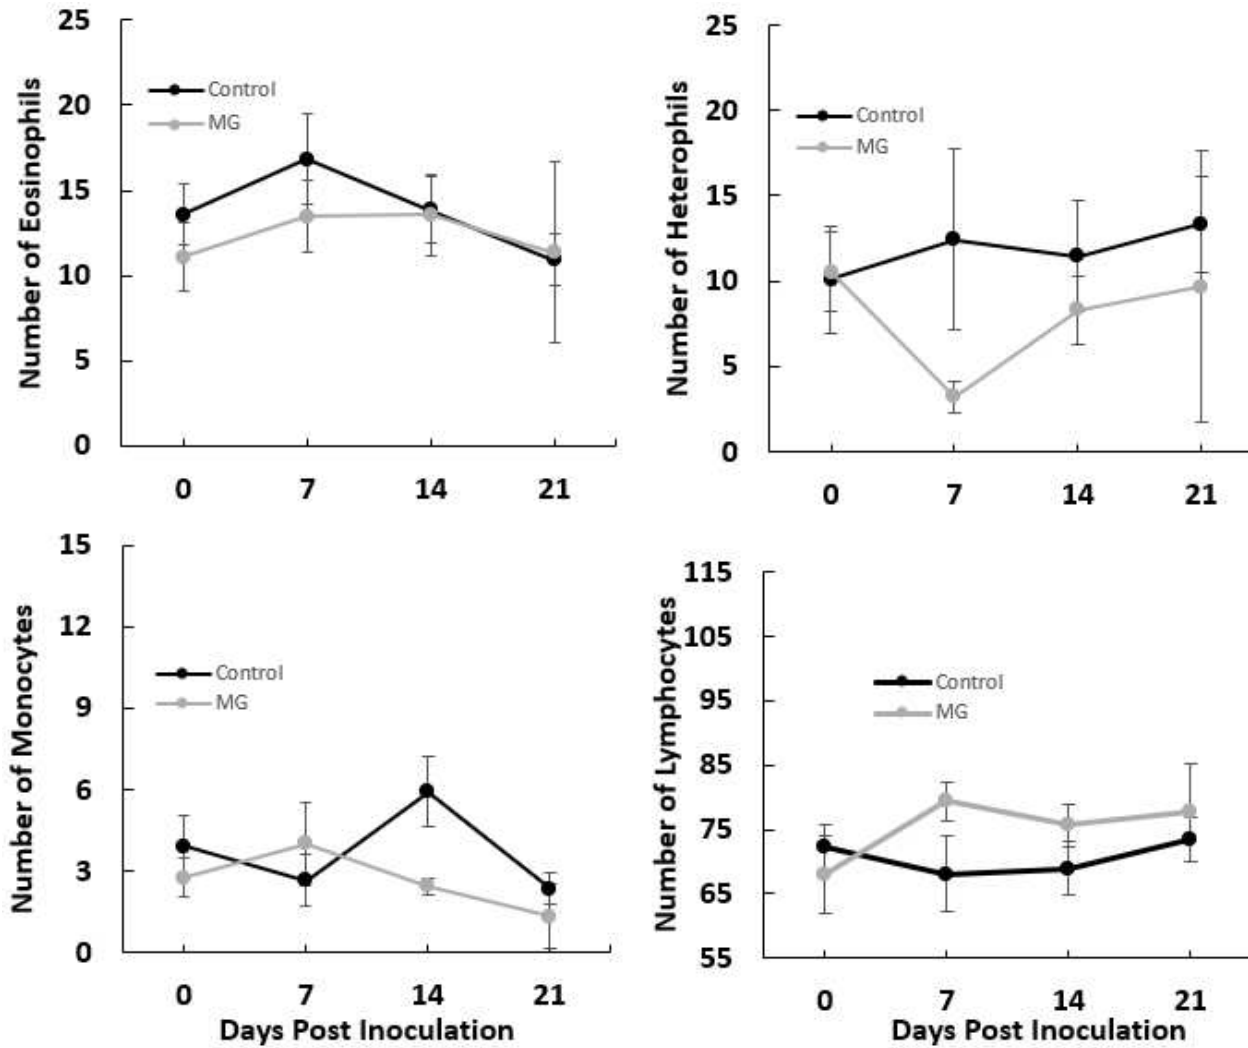 Number of Eosinophils
25
20
15
10
5
0
Control
MG
0 7 14 21
Number of Heterophils
25
20
15
10
5
0
Control
MG
0 7 14 21
Number of Monocytes
15
12
9
6
3
0
Control
MG
0 7 14 21
Days Post Inoculation
Number of Lymphocytes
115
105
95
85
75
65
55
Control
MG
0 7 14 21
Days Post Inoculation